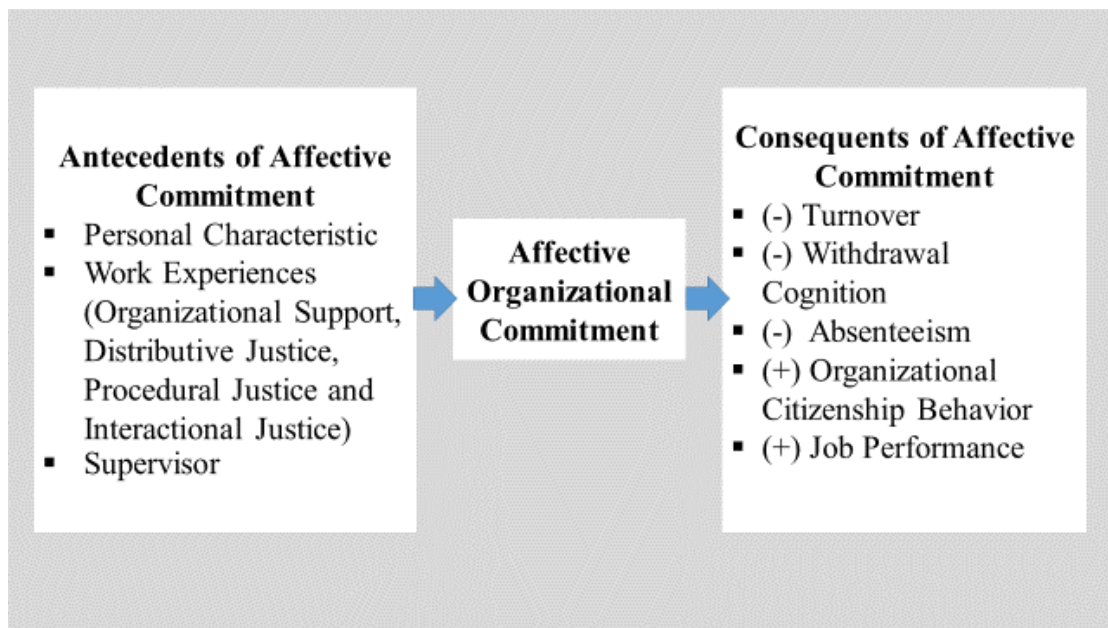 Antecedents of Affective
Commitment
▪ Personal Characteristic
▪ Work Experiences
(Organizational Support,
Distributive Justice,
Procedural Justice and
Interactional Justice)
▪ Supervisor
Affective
Organizational
Commitment
Consequents of Affective
Commitment
▪ (-) Turnover
▪ (-) Withdrawal
Cognition
▪ (-) Absenteeism
▪ (+) Organizational
Citizenship Behavior
▪ (+) Job Performance